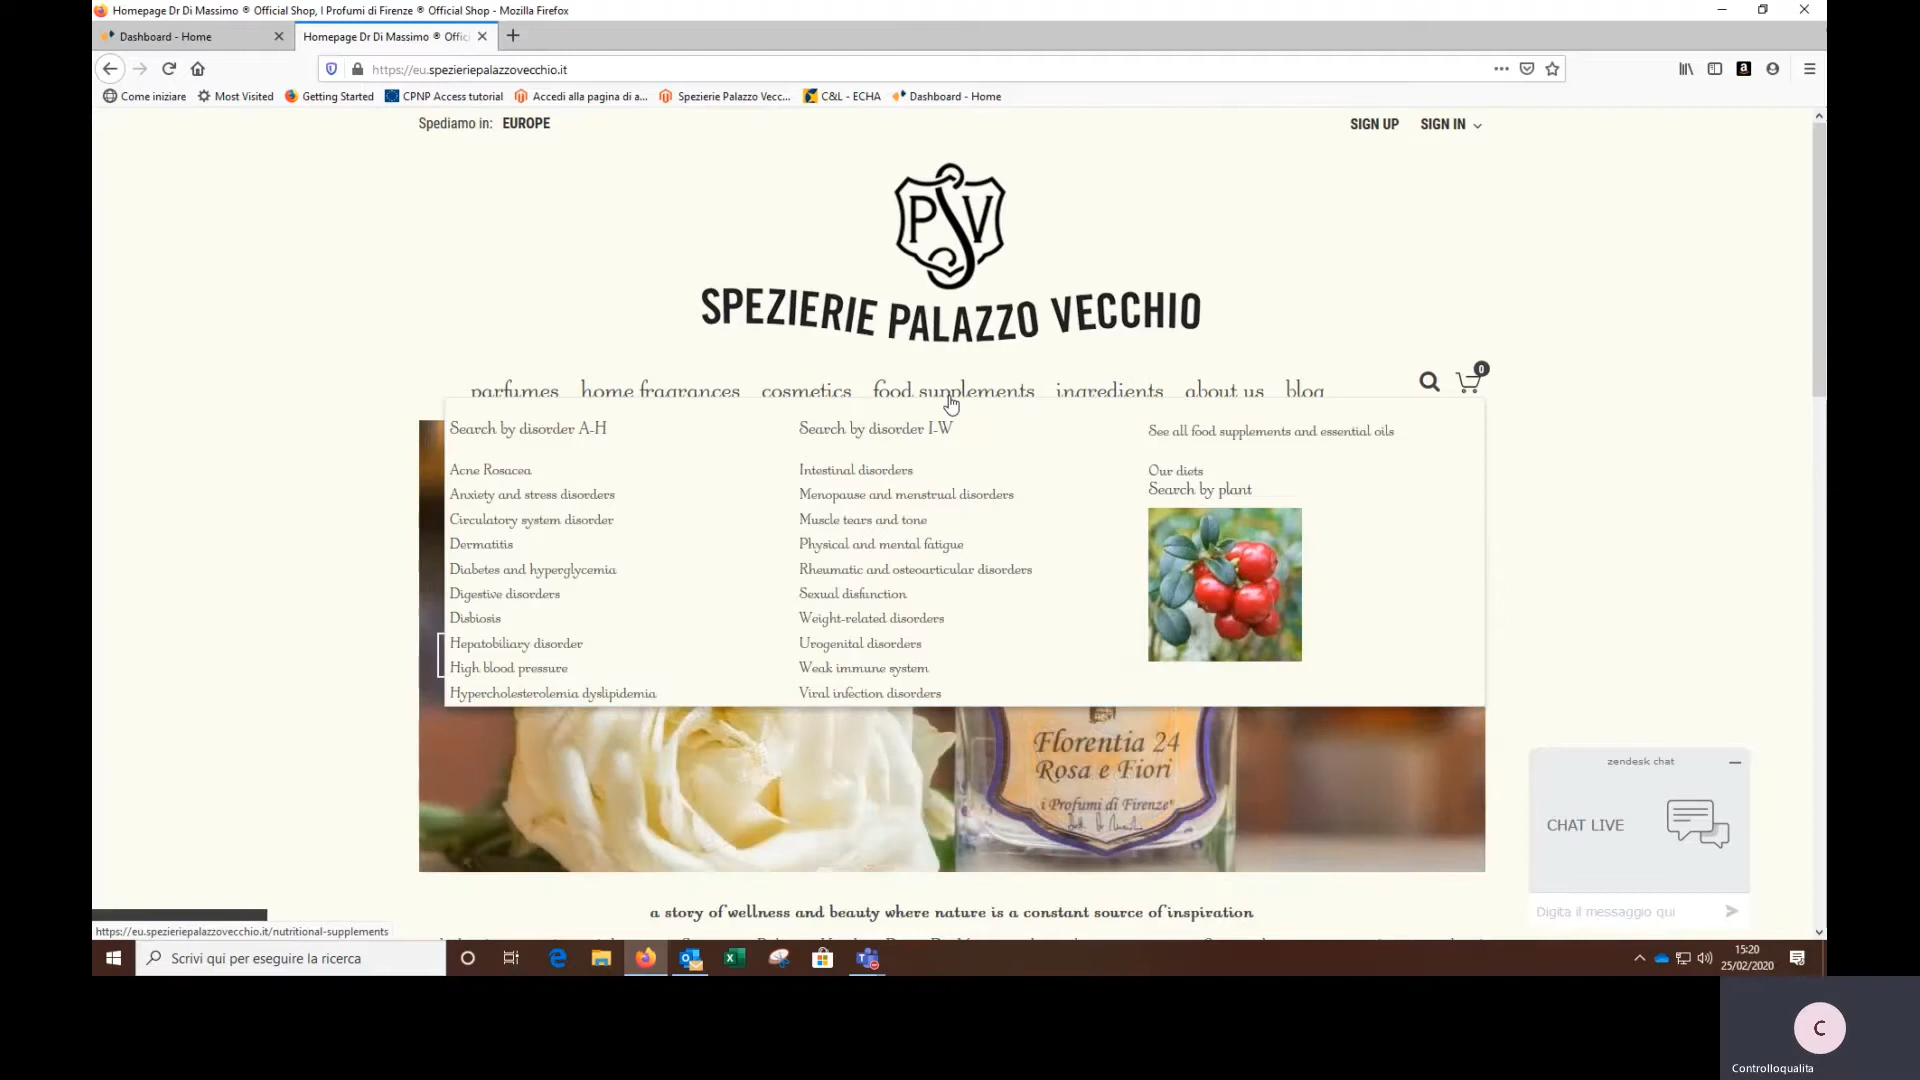 Homepage Dr Di Massimo ® Official Shop, I Profumi di Firenze ® Official Shop - Mozilla Firefox
Dashboard - Home
Homepage Dr Di Massimo ® Offic
https://eu.spezieriepalazzovecchio.it
Come iniziare
Most Visited
Getting Started
CPNP Access tutorial
Accedi alla pagina di a...
Spezierie Palazzo Vecc...
C&L - ECHA
Dashboard - Home
Spediamo in: EUROPE
SIGN UP
SIGN IN
PSV
SPEZIERIE PALAZZO VECCHIO
parfumes home fragrances cosmetics food supplements ingredients about us blog
0
Search by disorder A-H
Acne Rosacea
Anxiety and stress disorders
Circulatory system disorder
Dermatitis
Diabetes and hyperglycemia
Digestive disorders
Disbiosis
Hepatobiliary disorder
High blood pressure
Hypercholesterolemia dyslipidemia
Search by disorder I-W
Intestinal disorders
Menopause and menstrual disorders
Muscle tears and tone
Physical and mental fatigue
Rheumatic and osteoarticular disorders
Sexual disfunction
Weight-related disorders
Urogenital disorders
Weak immune system
Viral infection disorders
See all food supplements and essential oils
Our diets
Search by plant
Florentia 24
Rosa e Fiori
i Profumi di Firenze®
zendesk chat
CHAT LIVE
Digita il messaggio qui
a story of wellness and beauty where nature is a constant source of inspiration
https://eu.spezieriepalazzovecchio.it/nutritional-supplements
Scrivi qui per eseguire la ricerca
15:20
25/02/2020
C
Controlloqualita